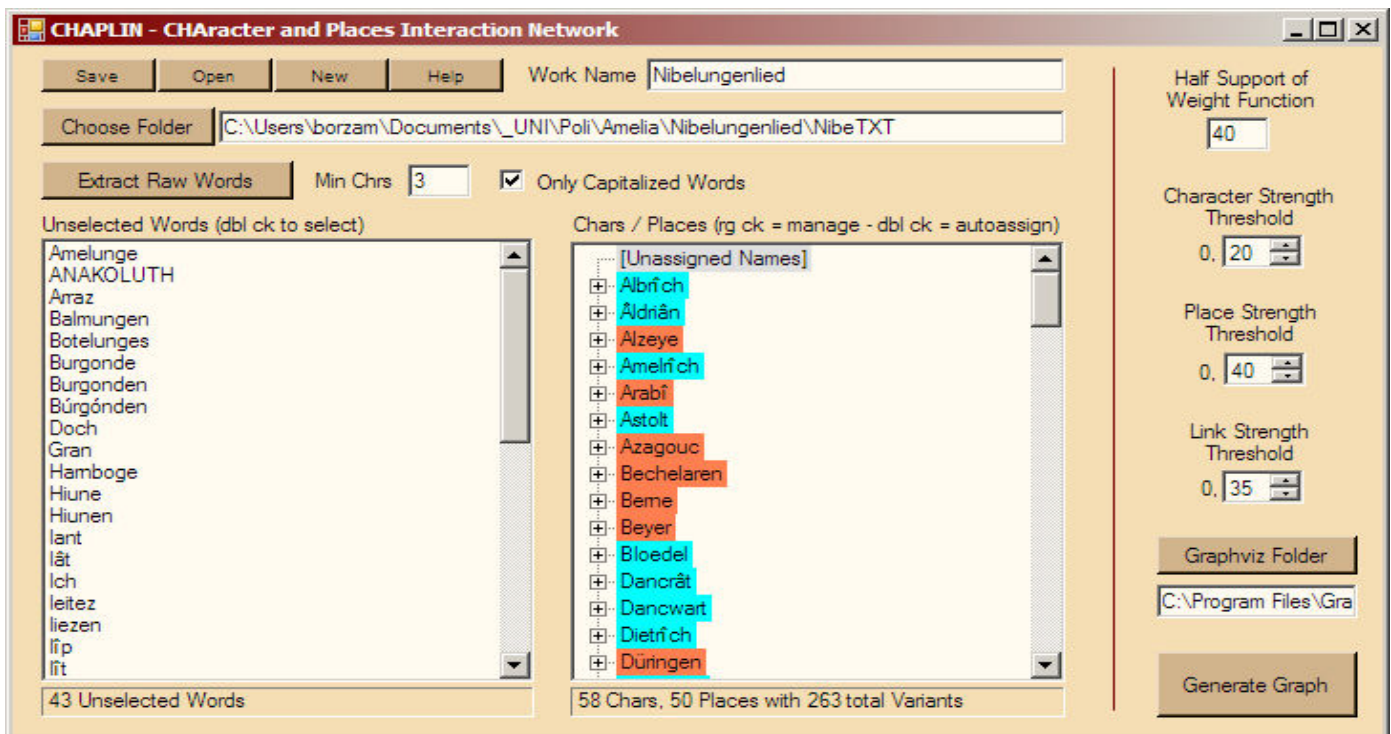 CHAPLIN - CHAracter and Places Interaction Network
Save Open New Help Work Name Nibelungenlied
Choose Folder C:\Users\borzam\Documents\_UNI\Poli\Amelia\Nibelungenlied\NibeTXT
Extract Raw Words Min Chrs 3 Only Capitalized Words
Unselected Words (dbl ck to select)
Amelunge
ANAKOLUTH
Arraz
Balmungen
Botelunges
Burgonde
Burgonden
Búrgónden
Doch
Gran
Hamboge
Hiune
Hiunen
lant
lât
Ich
leitez
liezen
lîp
lît
43 Unselected Words
Chars / Places (rg ck = manage - dbl ck = autoassign)
[Unassigned Names]
Albrîch
Âldriân
Alzeye
Amelrîch
Arabî
Astolt
Azagouc
Bechelaren
Berne
Beyer
Bloedel
Dancrât
Dancwart
Dietrîch
Düringen
58 Chars, 50 Places with 263 total Variants
Half Support of
Weight Function
40
Character Strength
Threshold
0, 20
Place Strength
Threshold
0, 40
Link Strength
Threshold
0, 35
Graphviz Folder
C:\Program Files\Gra
Generate Graph